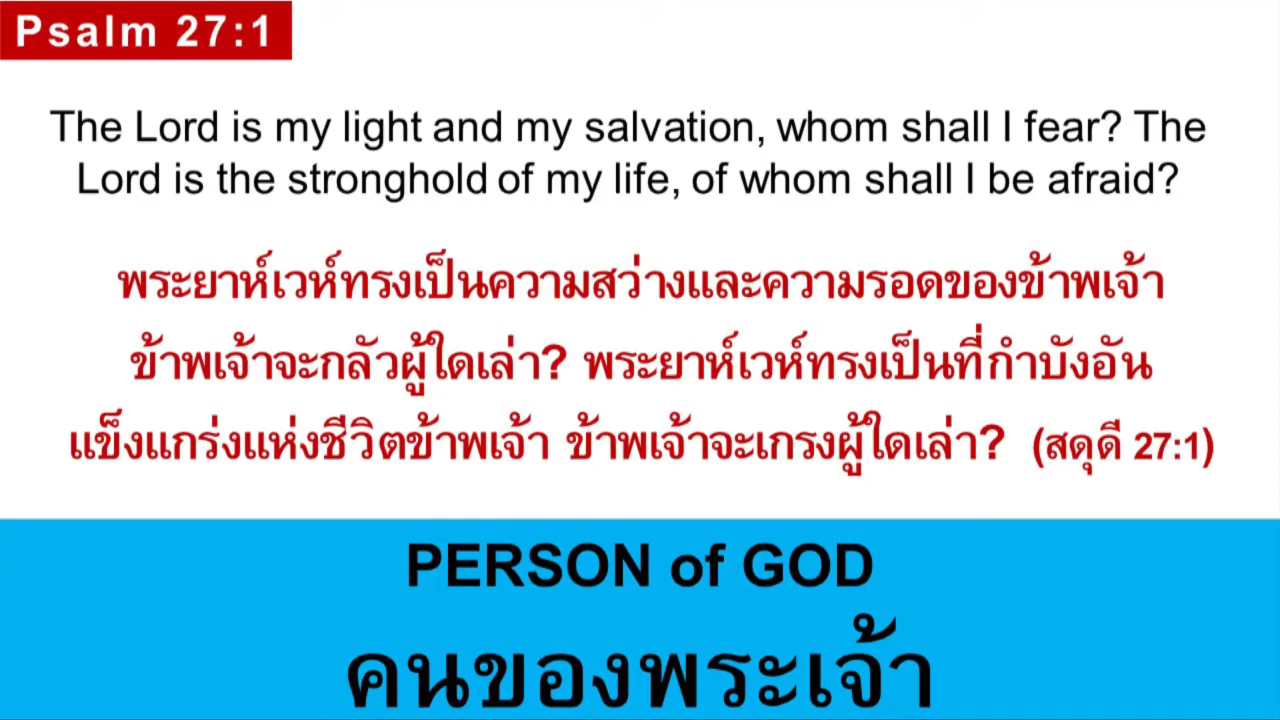 Psalm 27:1
The Lord is my light and my salvation, whom shall I fear? The
Lord is the stronghold of my life, of whom shall I be afraid?
พระยาห์เวห์ทรงเป็นความสว่างและความรอดของข้าพเจ้า
ข้าพเจ้าจะกลัวผู้ใดเล่า? พระยาห์เวห์ทรงเป็นที่กำบังอัน
แข็งแกร่งแห่งชีวิตข้าพเจ้า ข้าพเจ้าจะเกรงผู้ใดเล่า? (สดุดี 27:1)
PERSON of GOD
คนของพระเจ้า